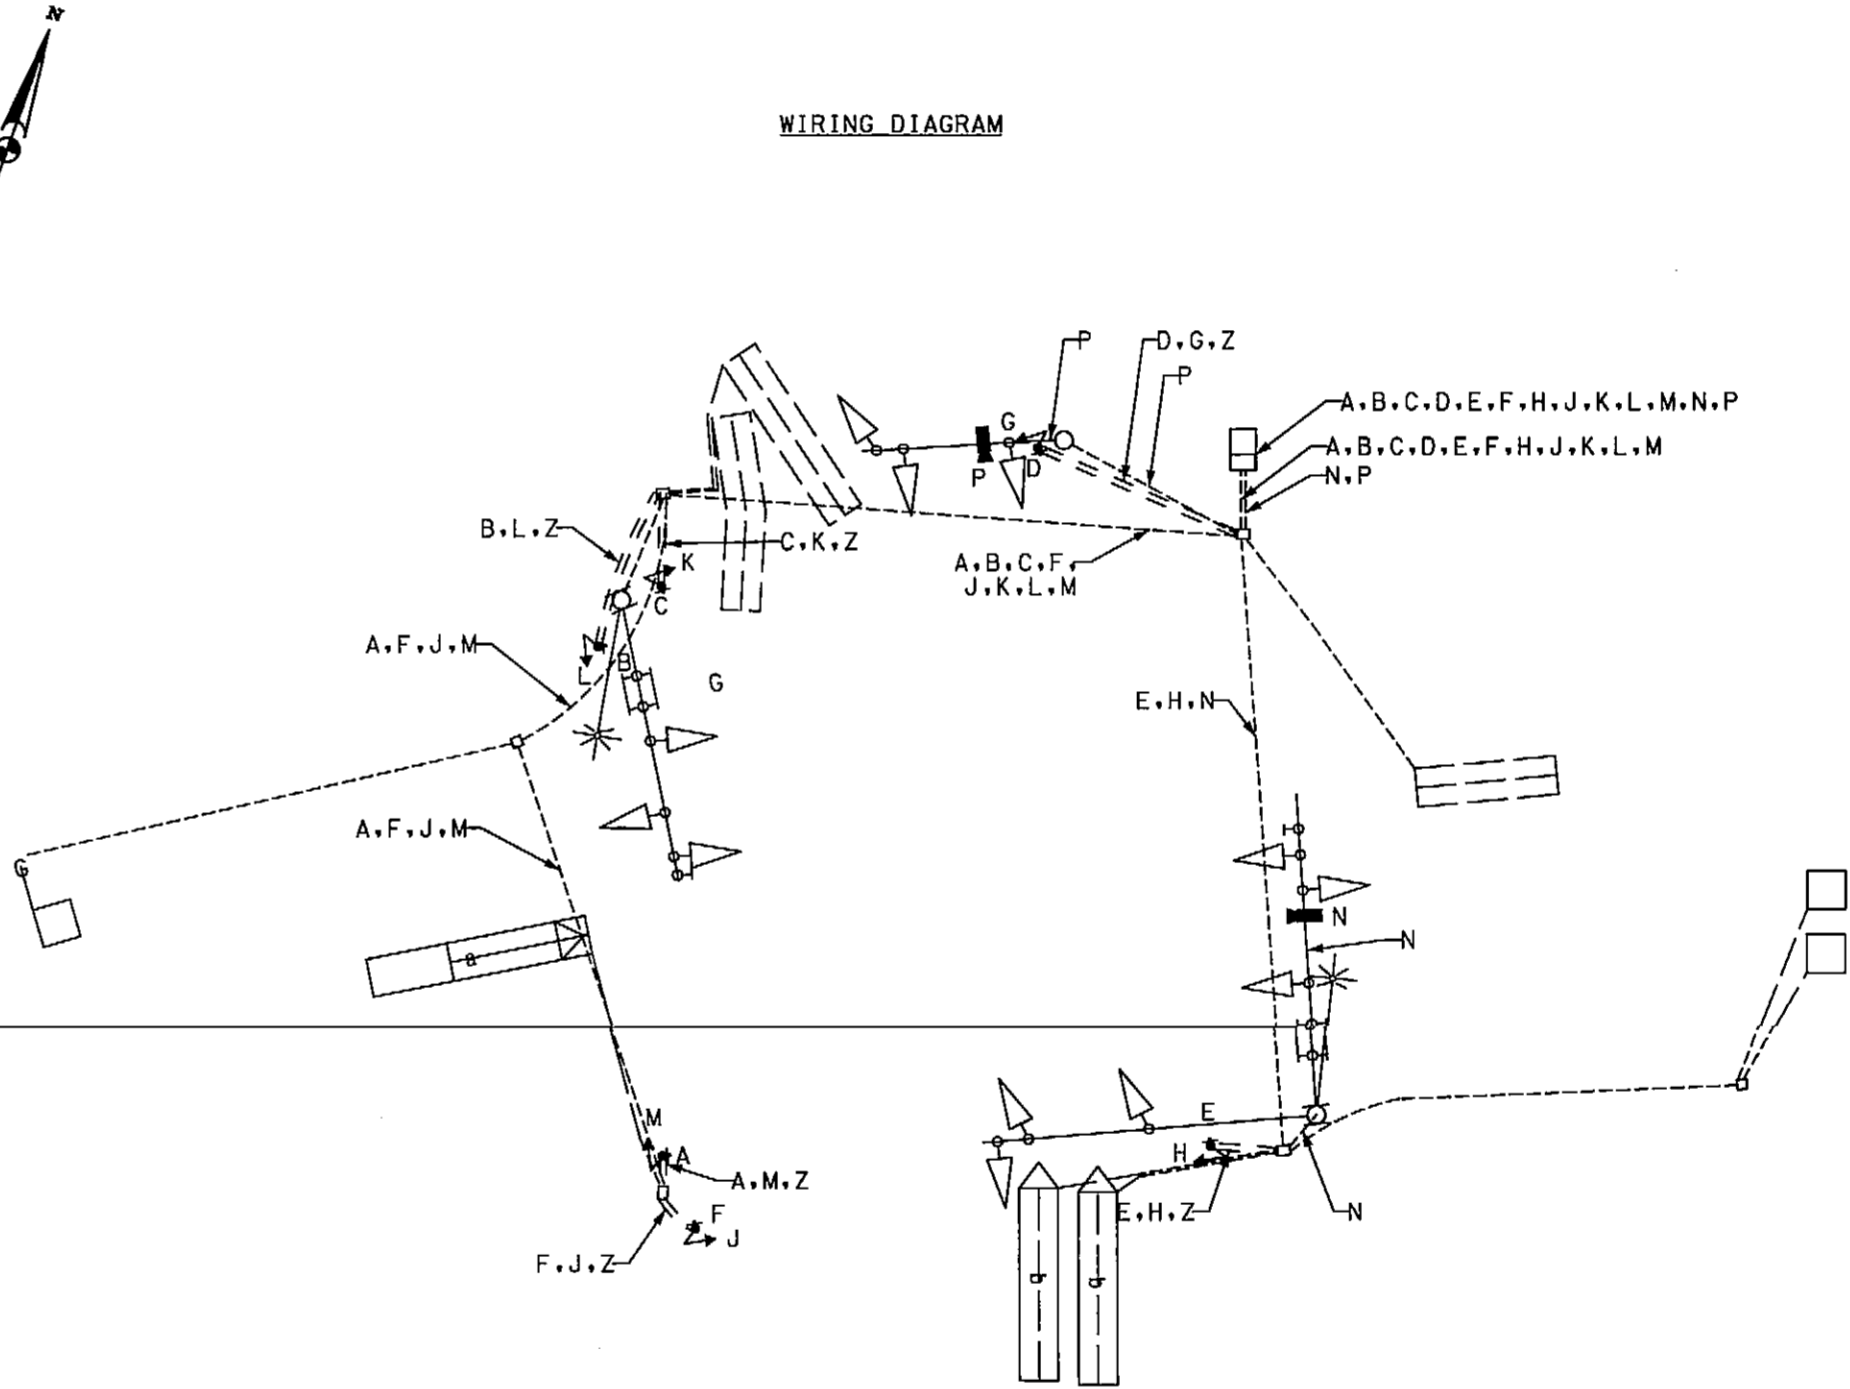 N
WIRING DIAGRAM
P
D,G,Z
P
A,B,C,D,E,F,H,J,K,L,M,N,P
G
A,B,C,D,E,F,H,J,K,L,M
P
D
N,P
B,L,Z
C,K,Z
A,B,C,F,
J,K,L,M
K
C
A,F,J,M
B
L
G
E,H,N
A,F,J,M
G
N
N
a
M
E
A
H
A,M,Z
F
E,H,Z
N
J
F,J,Z